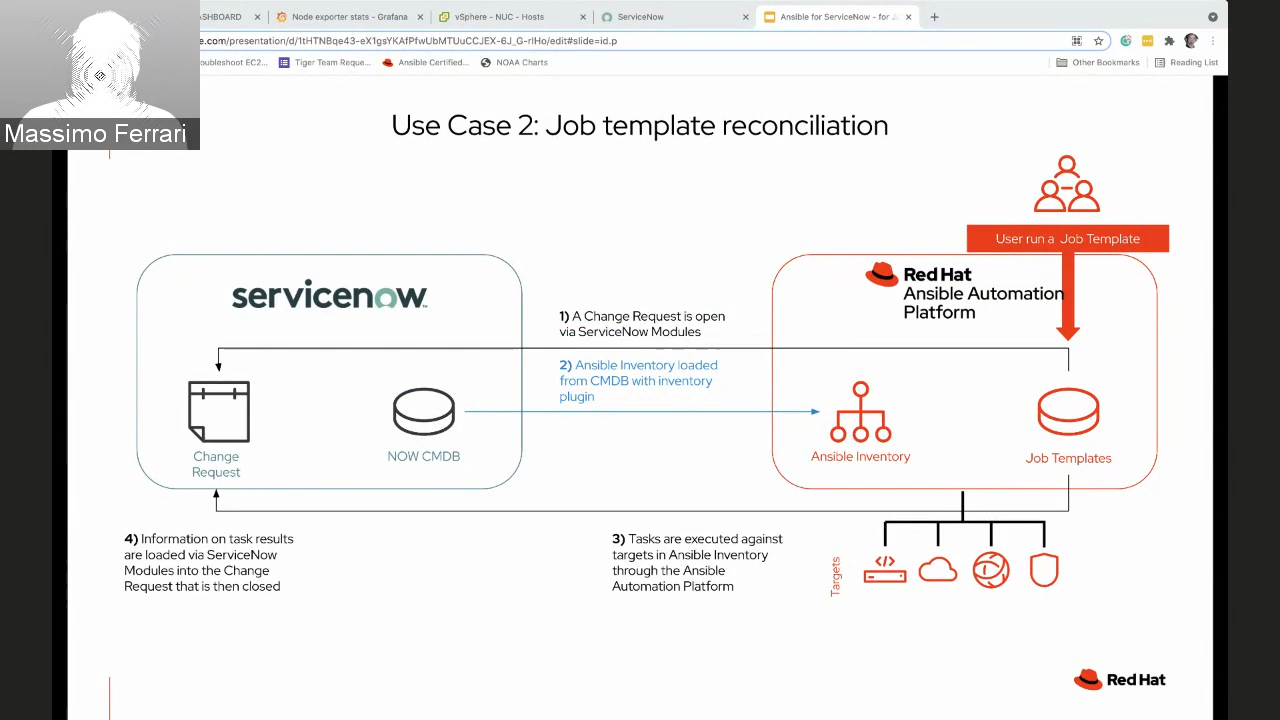 ASHBOARD
Node exporter stats - Grafana
vSphere - NUC - Hosts
ServiceNow
Ansible for ServiceNow - for J
e.com/presentation/d/1tHTNBqe43-eX1gsYKAfPfwUbMTUuCCJEX-6J_G-rIHo/edit#slide=id.p
oubleshoot EC2...
Tiger Team Reque...
Ansible Certified...
NOAA Charts
Other Bookmarks
Reading List
Massimo Ferrari
Use Case 2: Job template reconciliation
User run a Job Template
servicenow™
Red Hat
Ansible Automation
Platform
1) A Change Request is open
via ServiceNow Modules
2) Ansible Inventory loaded
from CMDB with inventory
plugin
Change
Request
NOW CMDB
Ansible Inventory
Job Templates
4) Information on task results
are loaded via ServiceNow
Modules into the Change
Request that is then closed
3) Tasks are executed against
targets in Ansible Inventory
through the Ansible
Automation Platform
Targets
</>
Red Hat